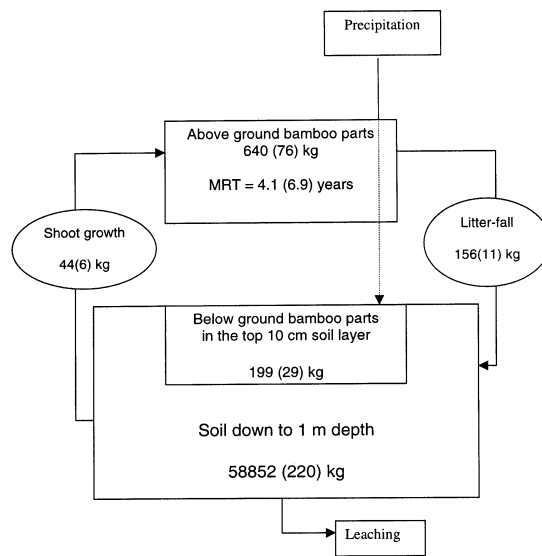 Precipitation
Above ground bamboo parts
640 (76) kg
MRT = 4.1 (6.9) years
Shoot growth
44(6) kg
Litter-fall
156(11) kg
Below ground bamboo parts
in the top 10 cm soil layer
199 (29) kg
Soil down to 1 m depth
58852 (220) kg
Leaching